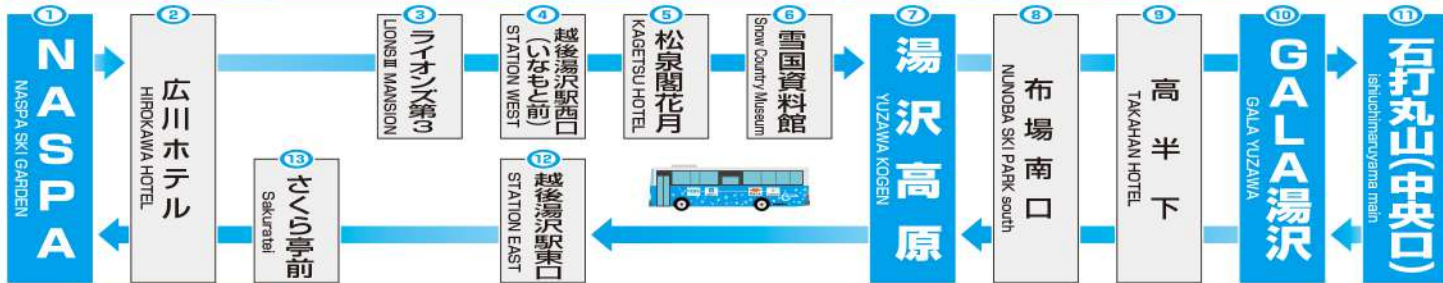 ①
NASPA
NASPA SKI GARDEN
②
広川ホテル
HIROKAWA HOTEL
③
ライオンズ第3
LIONSⅢ MANSION
④
越後湯沢駅西口
(いなもと前)
STATION WEST
⑤
松泉閣花月
KAGETSU HOTEL
⑥
雪国資料館
Snow Country Museum
⑦
湯沢高原
YUZAWA KOGEN
⑧
布場南口
NUNOBA SKI PARK south
⑨
高半下
TAKAHAN HOTEL
⑩
GALA湯沢
GALA YUZAWA
⑪
石打丸山(中央口)
ishiuchimaruyama main
⑫
越後湯沢駅東口
STATION EAST
⑬
さくら亭前
Sakuratei